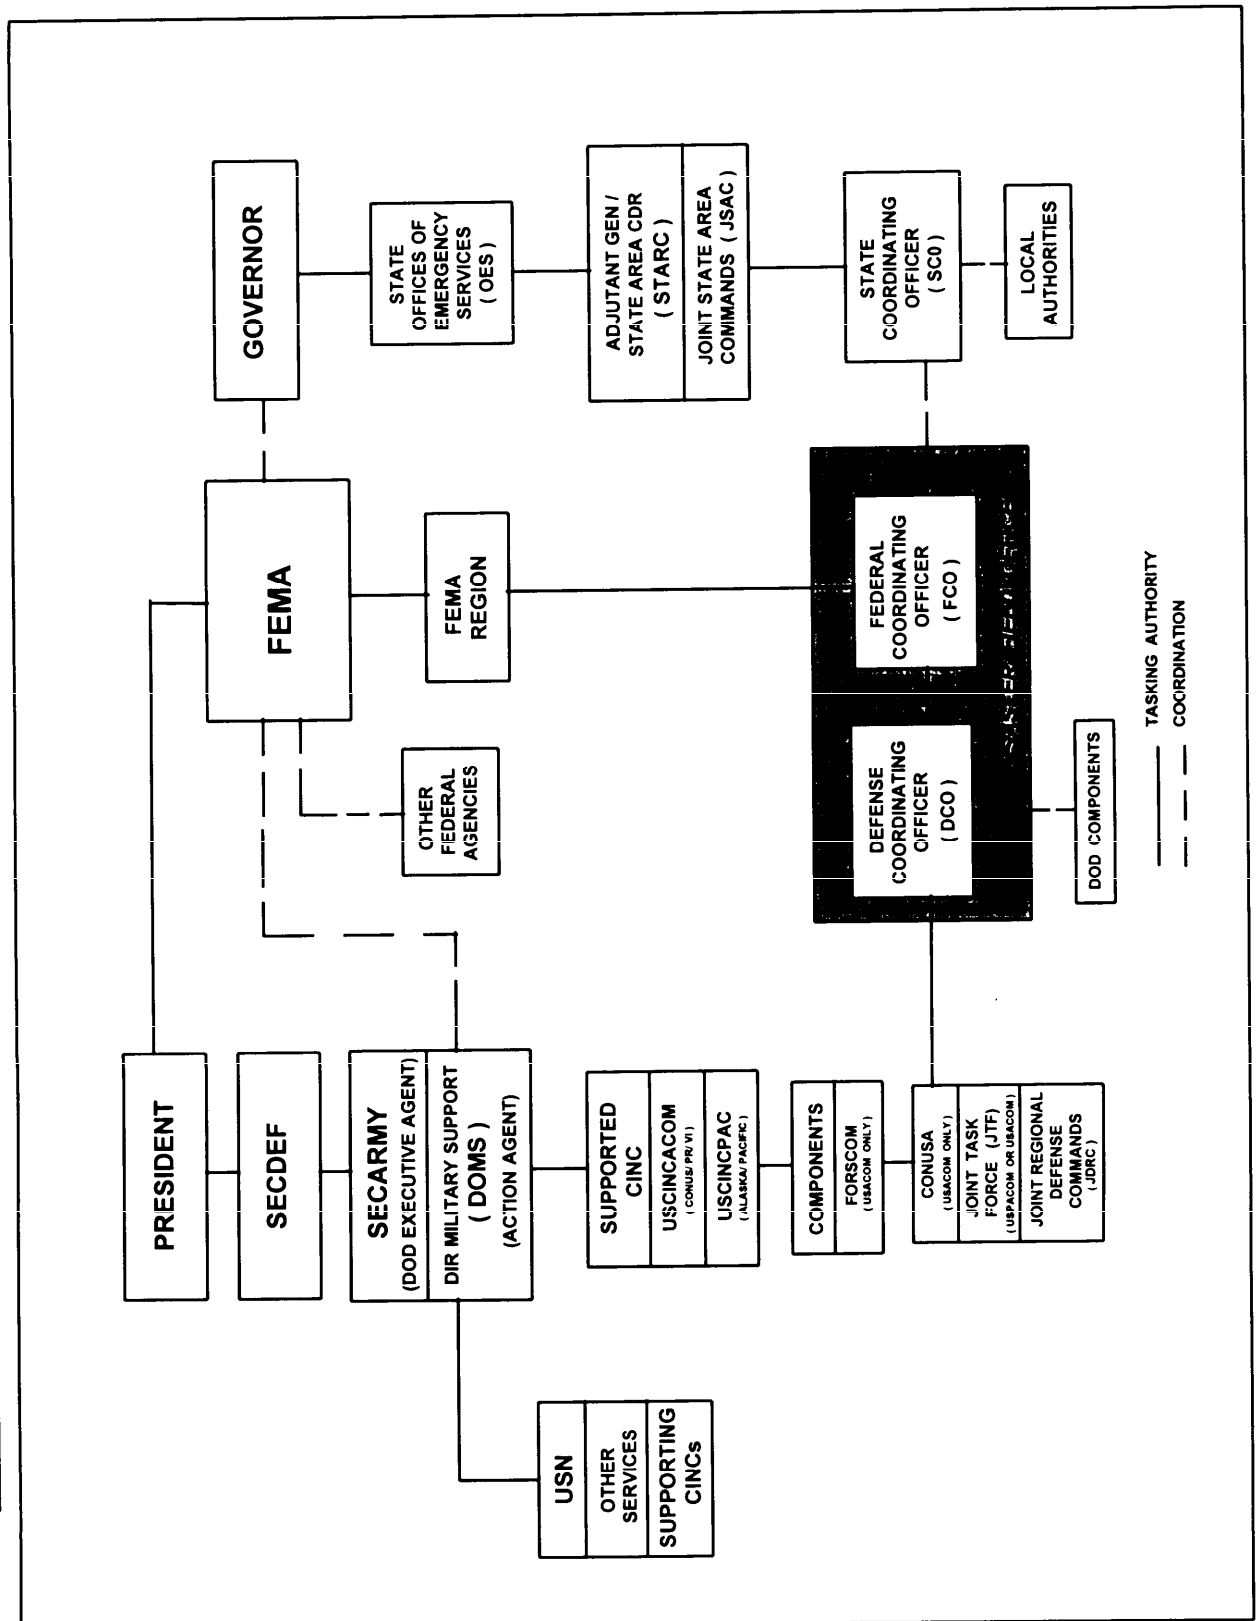 PRESIDENT
SECDEF
SECARMY
(DOD EXECUTIVE AGENT)
DIR MILITARY SUPPORT
( DOMS )
(ACTION AGENT)
USN
OTHER
SERVICES
SUPPORTING
CINCs
SUPPORTED
CINC
USCINCACOM
( CONUS/ PR/ VI )
USCINCPAC
( ALASKA/ PACIFIC )
COMPONENTS
FORSCOM
(USACOM ONLY)
CONUSA
(USACOM ONLY)
JOINT TASK
FORCE (JTF)
( USPACOM OR USACOM)
JOINT REGIONAL
DEFENSE
COMMANDS
(JDRC)
FEMA
OTHER
FEDERAL
AGENCIES
FEMA
REGION
DEFENSE
COORDINATING
OFFICER
( DCO)
FEDERAL
COORDINATING
OFFICER
( FCO )
DOD COMPONENTS
GOVERNOR
STATE
OFFICES OF
EMERGENCY
SERVICES
( OES )
ADJUTANT GEN /
STATE AREA CDR
( STARC )
JOINT STATE AREA
COMMANDS ( JSAC )
STATE
COORDINATING
OFFICER
( SC0 )
LOCAL
AUTHORITIES
TASKING AUTHORITY
COORDINATION